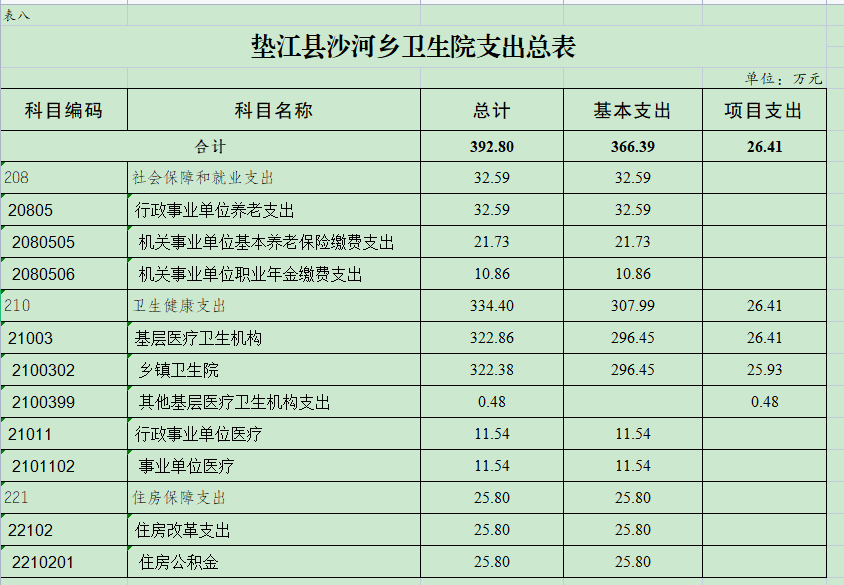 表八
垫江县沙河乡卫生院支出总表
单位：万元
科目编码 科目名称 总计 基本支出 项目支出
合计 392.80 366.39 26.41
208 社会保障和就业支出 32.59 32.59
20805 行政事业单位养老支出 32.59 32.59
2080505 机关事业单位基本养老保险缴费支出 21.73 21.73
2080506 机关事业单位职业年金缴费支出 10.86 10.86
210 卫生健康支出 334.40 307.99 26.41
21003 基层医疗卫生机构 322.86 296.45 26.41
2100302 乡镇卫生院 322.38 296.45 25.93
2100399 其他基层医疗卫生机构支出 0.48 0.48
21011 行政事业单位医疗 11.54 11.54
2101102 事业单位医疗 11.54 11.54
221 住房保障支出 25.80 25.80
22102 住房改革支出 25.80 25.80
2210201 住房公积金 25.80 25.80